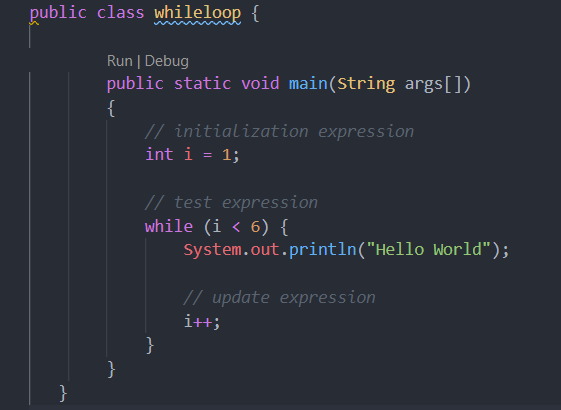 public class whileloop {
Run | Debug
public static void main(String args[])
{
// initialization expression
int i = 1;
// test expression
while (i < 6) {
System.out.println("Hello World");
// update expression
i++;
}
}
}